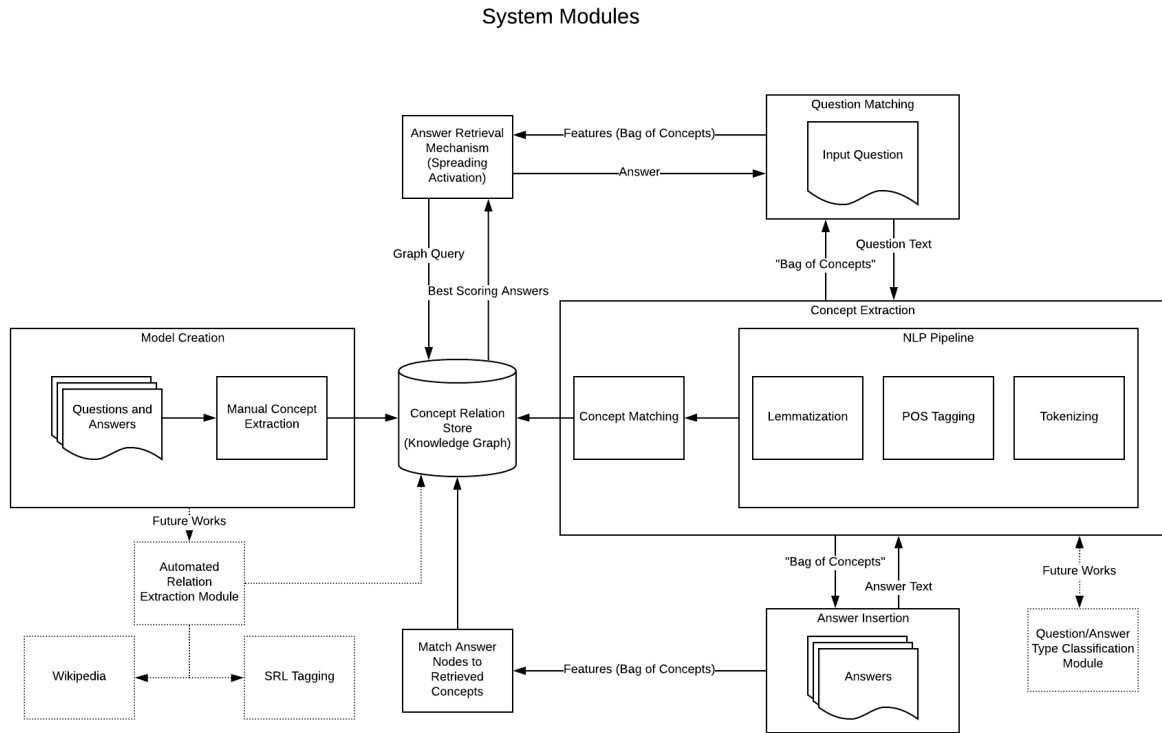 System Modules
Question Matching
Input Question
Answer Retrieval
Mechanism
(Spreading
Activation)
Features (Bag of Concepts)
Answer
Graph Query
Best Scoring Answers
Question Text
"Bag of Concepts"
Concept Extraction
NLP Pipeline
Model Creation
Questions and
Answers
Manual Concept
Extraction
Concept Relation
Store
(Knowledge Graph)
Concept Matching
Lemmatization
POS Tagging
Tokenizing
Future Works
Automated
Relation
Extraction Module
Wikipedia
SRL Tagging
"Bag of Concepts"
Answer Text
Future Works
Match Answer
Nodes to
Retrieved
Concepts
Features (Bag of Concepts)
Answer Insertion
Answers
Question/Answer
Type Classification
Module